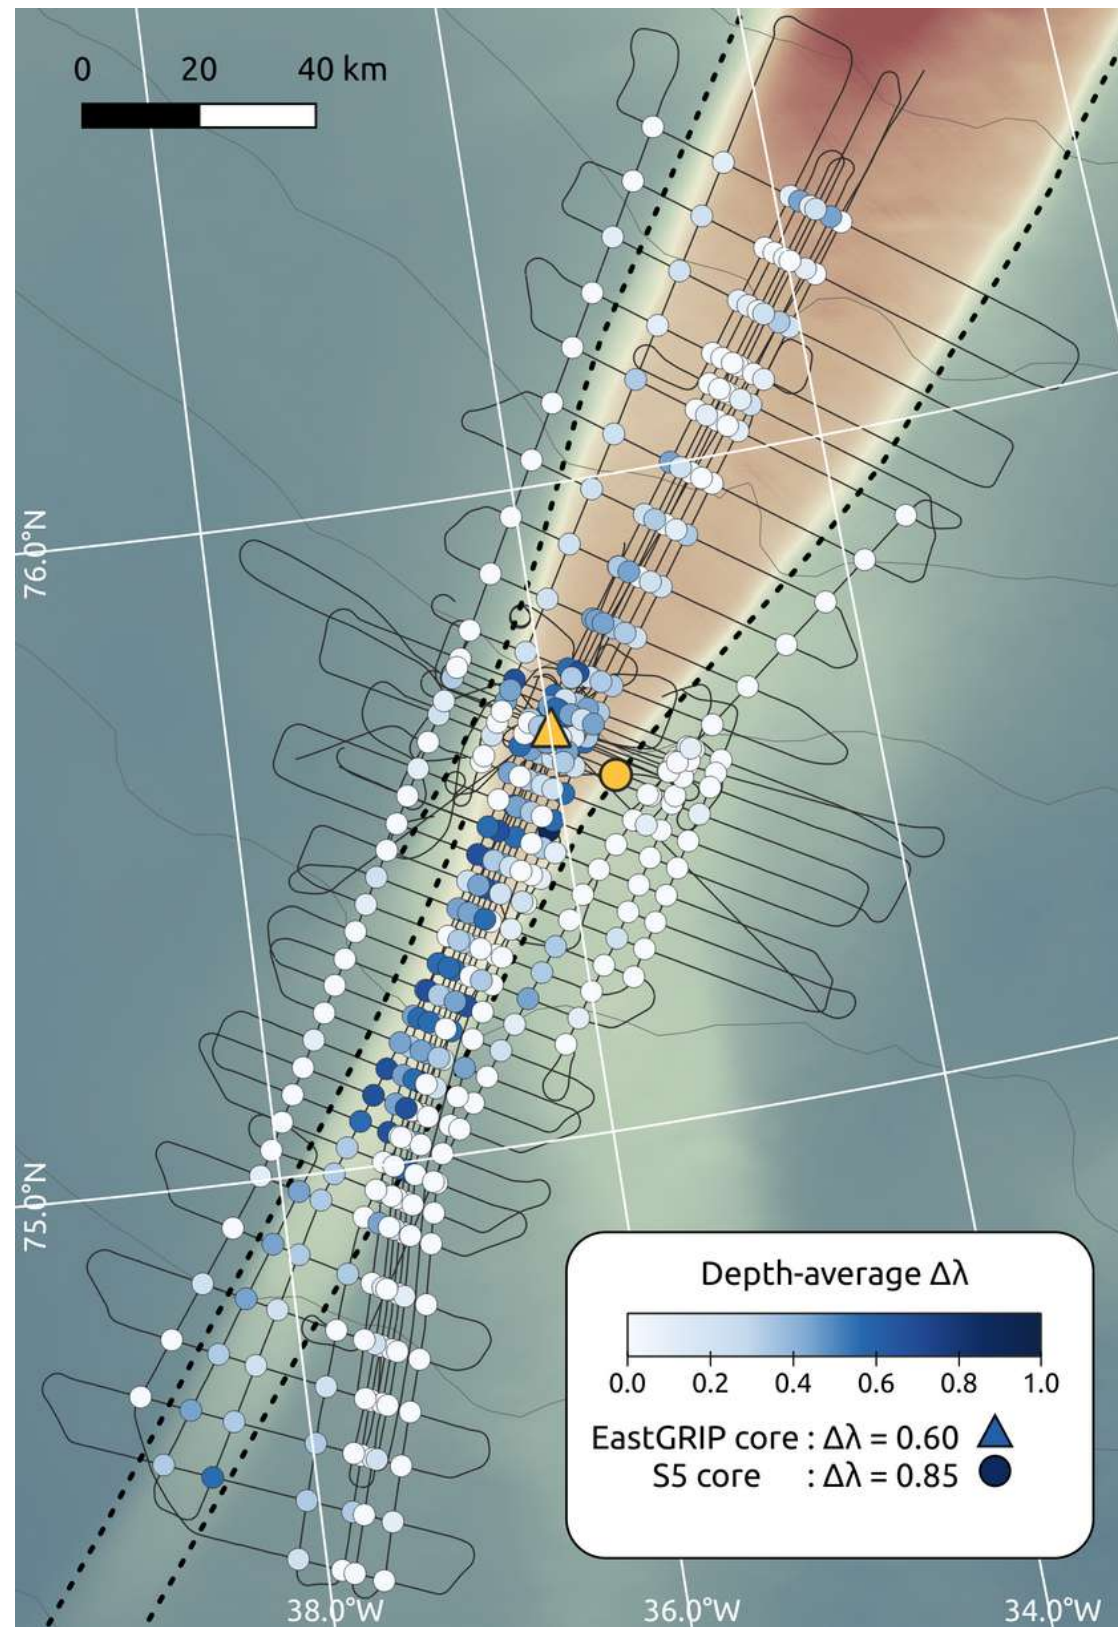 0 20 40 km
76.0°N
75.0°N
Depth-average Δλ
0.0 0.2 0.4 0.6 0.8 1.0
EastGRIP core : Δλ = 0.60
S5 core : Δλ = 0.85
38.0°W 36.0°W 34.0°W